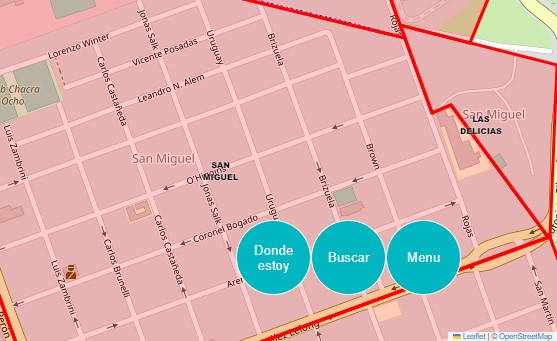 Lorenzo Winter
Jonas Salk
Uruguay
Brizuela
Rojas
Vicente Posadas
Carlos Castañeda
Leandro N. Alem
b Chacra
Ocho
San Miguel
LAS
DELICIAS
Luis Zambrini
San Miguel
SAN
MIGUEL
O'Higgins
Jonas Salk
Brizuela
Brown
Rojas
Carlos Castañeda
Coronel Bogado
Carlos Brunelli
Luis Zambrini
Donde
estoy
Buscar
Menu
San Martín
Perón
Leaflet | © OpenStreetMap